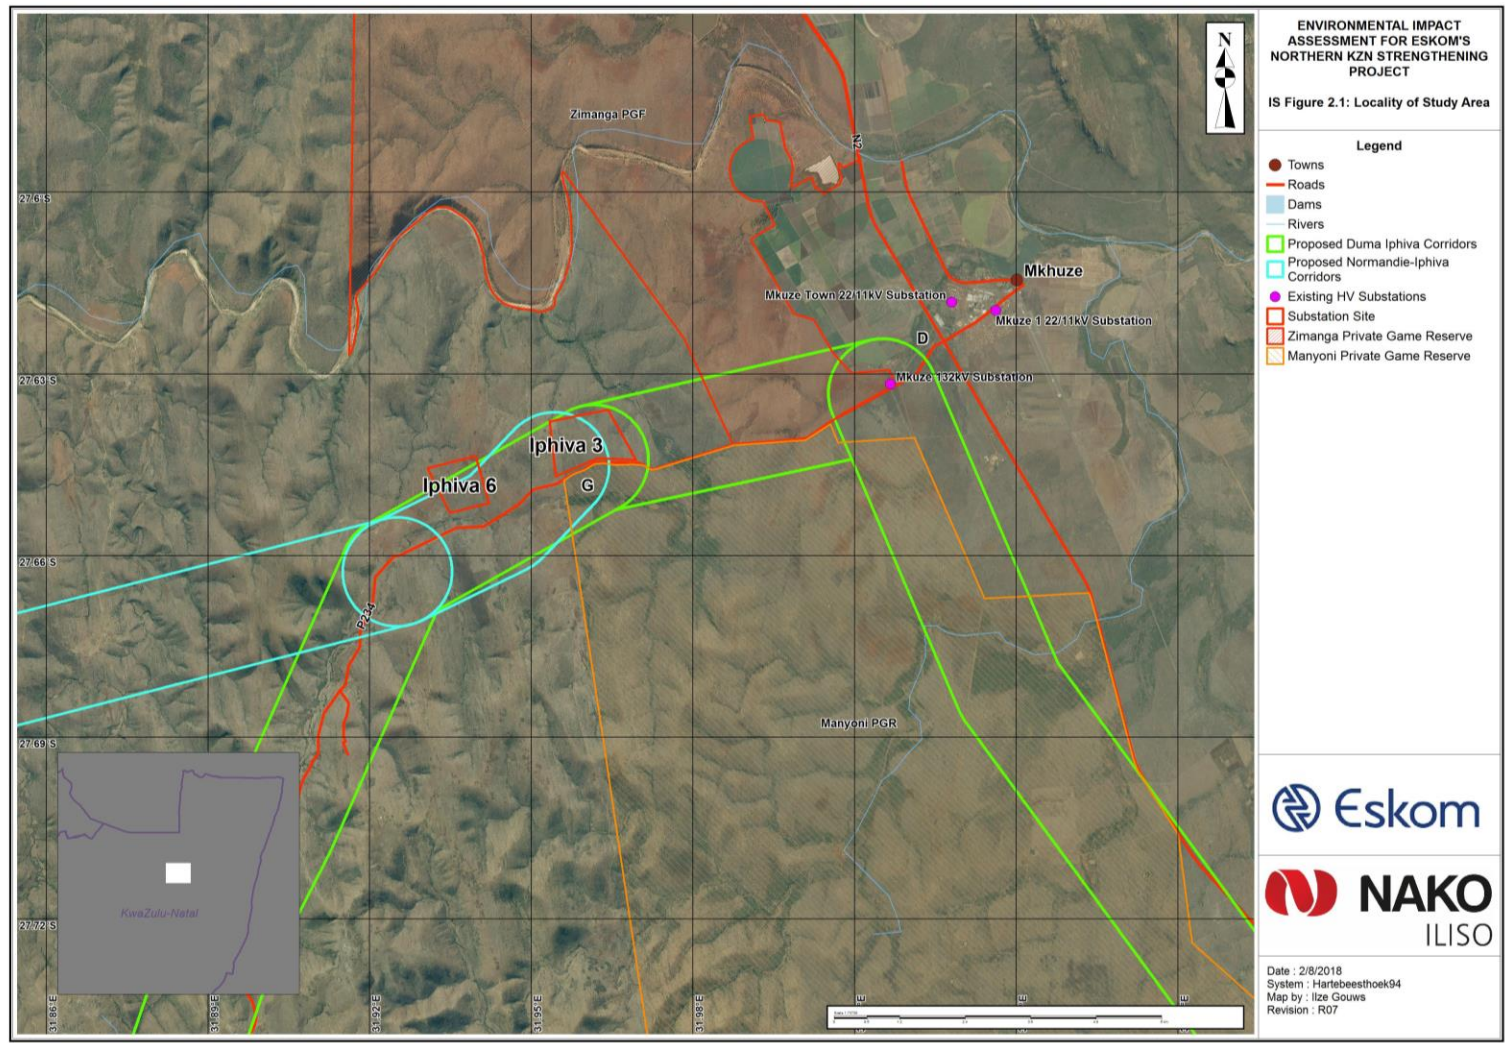 ENVIRONMENTAL IMPACT
ASSESSMENT FOR ESKOM'S
NORTHERN KZN STRENGTHENING
PROJECT
IS Figure 2.1: Locality of Study Area
Legend
Towns
Roads
Dams
Rivers
Proposed Duma Iphiva Corridors
Proposed Normandie-Iphiva
Corridors
Existing HV Substations
Substation Site
Zimanga Private Game Reserve
Manyoni Private Game Reserve
Eskom
NAKO
ILISO
Date : 2/8/2018
System : Hartebeesthoek94
Map by : Ilze Gouws
Revision : R07
N
Zimanga PGF
N2
27.6°S
Mkhuze
Mkuze Town 22/11kV Substation
Mkuze 1 22/11kV Substation
D
27.63°S
Mkuze 132kV Substation
Iphiva 3
Iphiva 6
G
27.66°S
P234
Manyoni PGR
27.69°S
KwaZulu-Natal
27.72°S
31.86°E
31.89°E
31.92°E
31.95°E
31.98°E